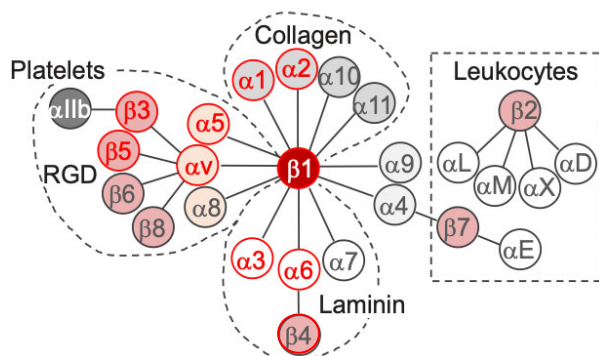 Collagen
Platelets
Leukocytes
α1
α2
α10
α11
αIIb
β3
α5
β2
β5
αv
RGD
β1
α9
αL
αM
αX
αD
β6
α8
α4
β8
β7
αE
α3
α6
α7
Laminin
β4